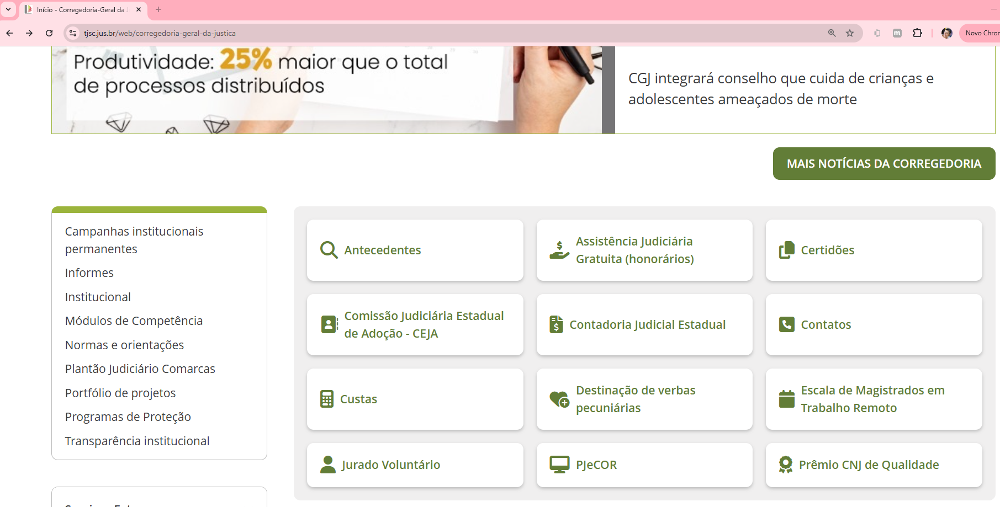 Início - Corregedoria-Geral da J
tjsc.jus.br/web/corregedoria-geral-da-justica
Novo Chror
Produtividade: 25% maior que o total
de processos distribuídos
CGJ integrará conselho que cuida de crianças e
adolescentes ameaçados de morte
MAIS NOTÍCIAS DA CORREGEDORIA
Campanhas institucionais
permanentes
Informes
Institucional
Módulos de Competência
Normas e orientações
Plantão Judiciário Comarcas
Portfólio de projetos
Programas de Proteção
Transparência institucional
Antecedentes
Assistência Judiciária
Gratuita (honorários)
Certidões
Comissão Judiciária Estadual
de Adoção - CEJA
Contadoria Judicial Estadual
Contatos
Custas
Destinação de verbas
pecuniárias
Escala de Magistrados em
Trabalho Remoto
Jurado Voluntário
PJeCOR
Prêmio CNJ de Qualidade